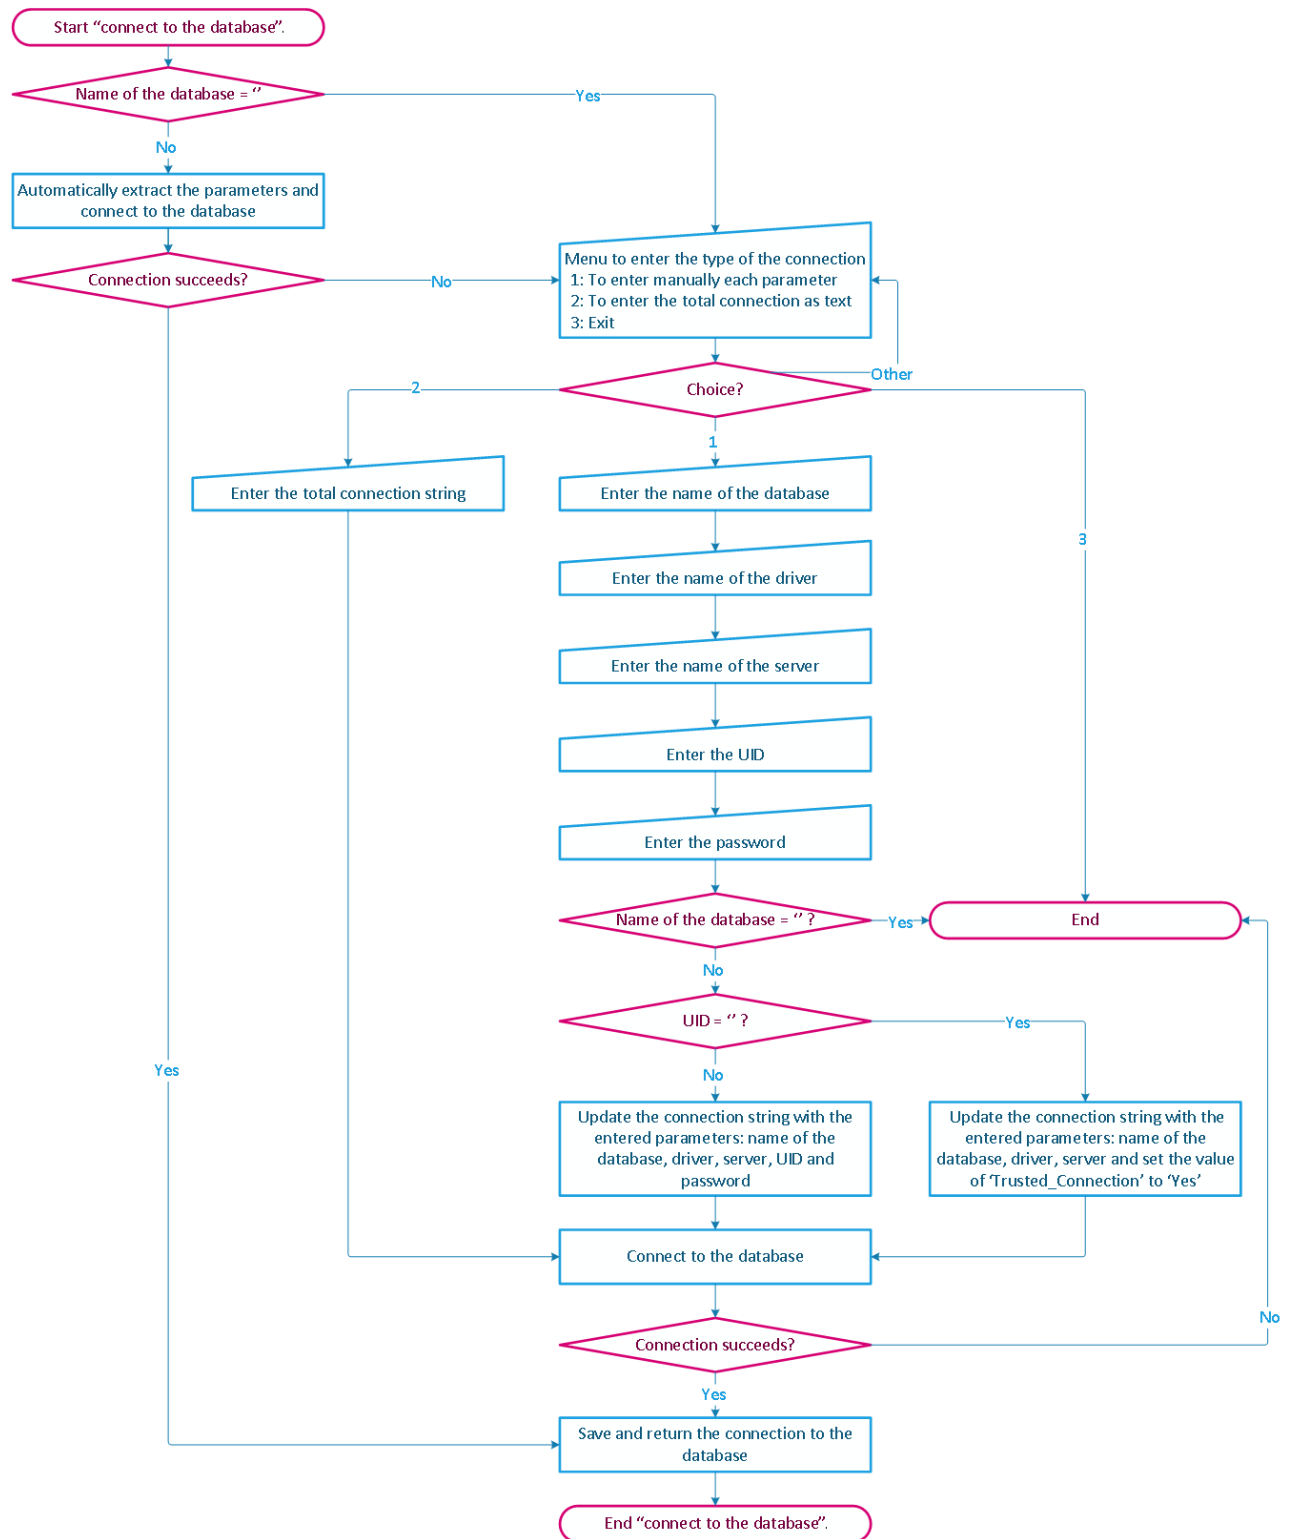 Start “connect to the database”.
Name of the database = ‘’
Yes
No
Automatically extract the parameters and
connect to the database
Connection succeeds?
No
Menu to enter the type of the connection
1: To enter manually each parameter
2: To enter the total connection as text
3: Exit
Other
Choice?
2
1
3
Enter the total connection string
Enter the name of the database
Enter the name of the driver
Enter the name of the server
Enter the UID
Enter the password
Name of the database = ‘’ ?
Yes
End
No
UID = ‘’ ?
Yes
No
Yes
Update the connection string with the
entered parameters: name of the
database, driver, server, UID and
password
Update the connection string with the
entered parameters: name of the
database, driver, server and set the value
of ‘Trusted_Connection’ to ‘Yes’
Connect to the database
No
Connection succeeds?
Yes
Save and return the connection to the
database
End “connect to the database”.